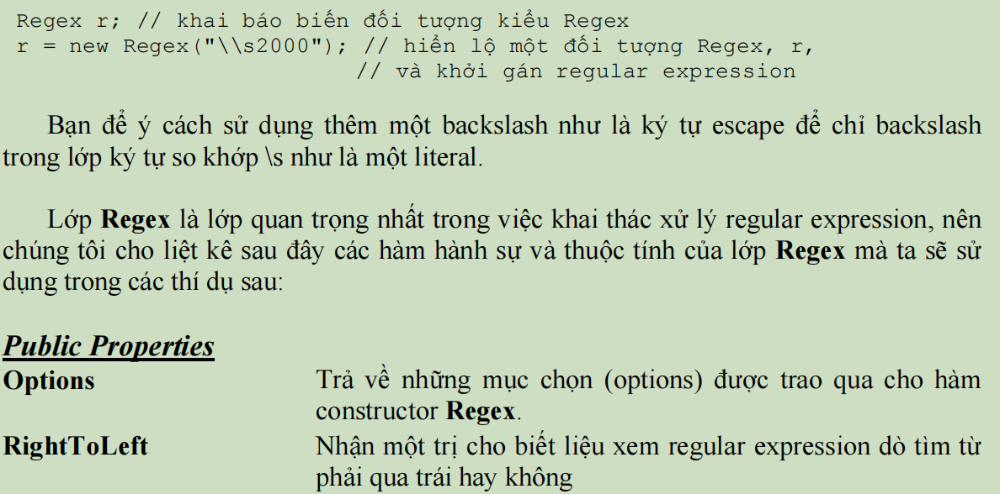 Regex r; // khai báo biến đối tượng kiểu Regex
r = new Regex("\\s2000"); // hiển lộ một đối tượng Regex, r,
// và khởi gán regular expression
Bạn để ý cách sử dụng thêm một backslash như là ký tự escape để chỉ backslash
trong lớp ký tự so khớp \s như là một literal.
Lớp Regex là lớp quan trọng nhất trong việc khai thác xử lý regular expression, nên
chúng tôi cho liệt kê sau đây các hàm hành sự và thuộc tính của lớp Regex mà ta sẽ sử
dụng trong các thí dụ sau:
Public Properties
Options Trả về những mục chọn (options) được trao qua cho hàm
constructor Regex.
RightToLeft Nhận một trị cho biết liệu xem regular expression dò tìm từ
phải qua trái hay không